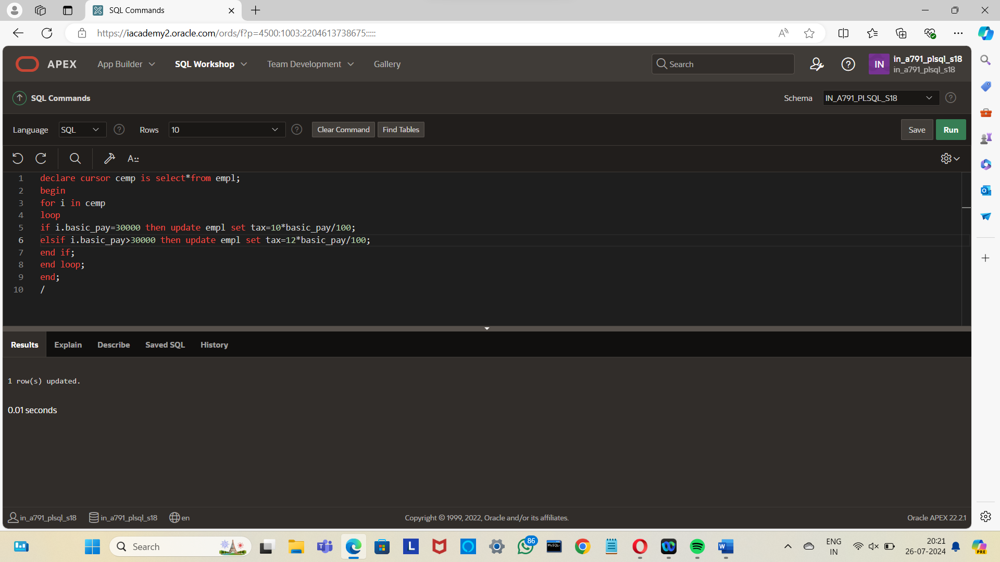 SQL Commands
https://iacademy2.oracle.com/ords/f?p=4500:1003:2204613738675:::::
APEX
App Builder
SQL Workshop
Team Development
Gallery
Search
IN
in_a791_plsql_s18
in_a791_plsql_s18
SQL Commands
Schema
IN_A791_PLSQL_S18
Language
SQL
Rows
10
Clear Command
Find Tables
Save
Run
A::
1 declare cursor cemp is select*from empl;
2 begin
3 for i in cemp
4 loop
5 if i.basic_pay=30000 then update empl set tax=10*basic_pay/100;
6 elsif i.basic_pay>30000 then update empl set tax=12*basic_pay/100;
7 end if;
8 end loop;
9 end;
10 /
Results
Explain
Describe
Saved SQL
History
1 row(s) updated.
0.01 seconds
in_a791_plsql_s18
in_a791_plsql_s18
en
Copyright © 1999, 2022, Oracle and/or its affiliates.
Oracle APEX 22.2.1
Search
L
86
MySQL
W
ENG
IN
20:21
26-07-2024
PRE